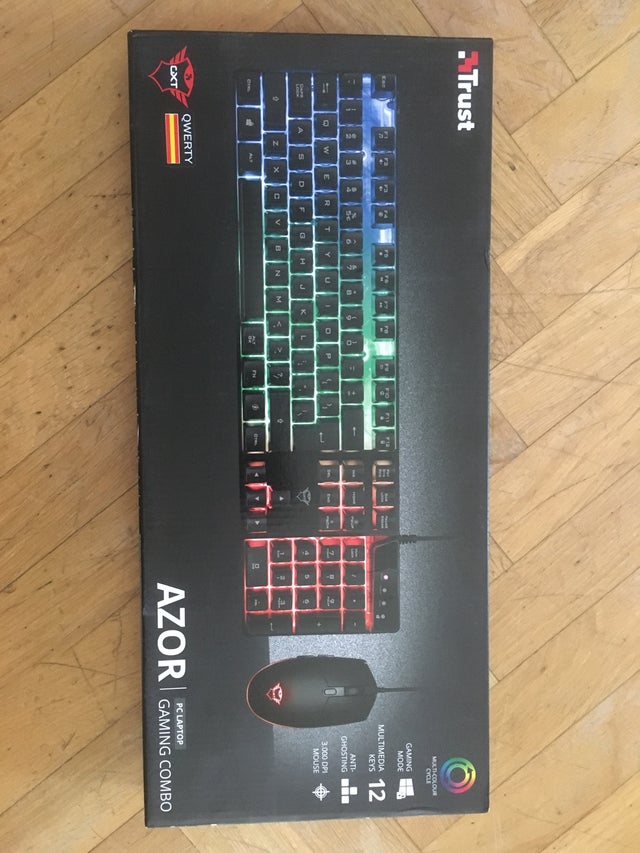 Trust
GXT
QWERTY
AZOR | PC LAPTOP
GAMING COMBO
MULTI-COLOUR
CYCLE
GAMING
MODE
MULTIMEDIA
KEYS
12
ANTI-
GHOSTING
3.000 DPI
MOUSE
Q W E R T Y U I O P
A S D F G H J K L
Z X C V B N M